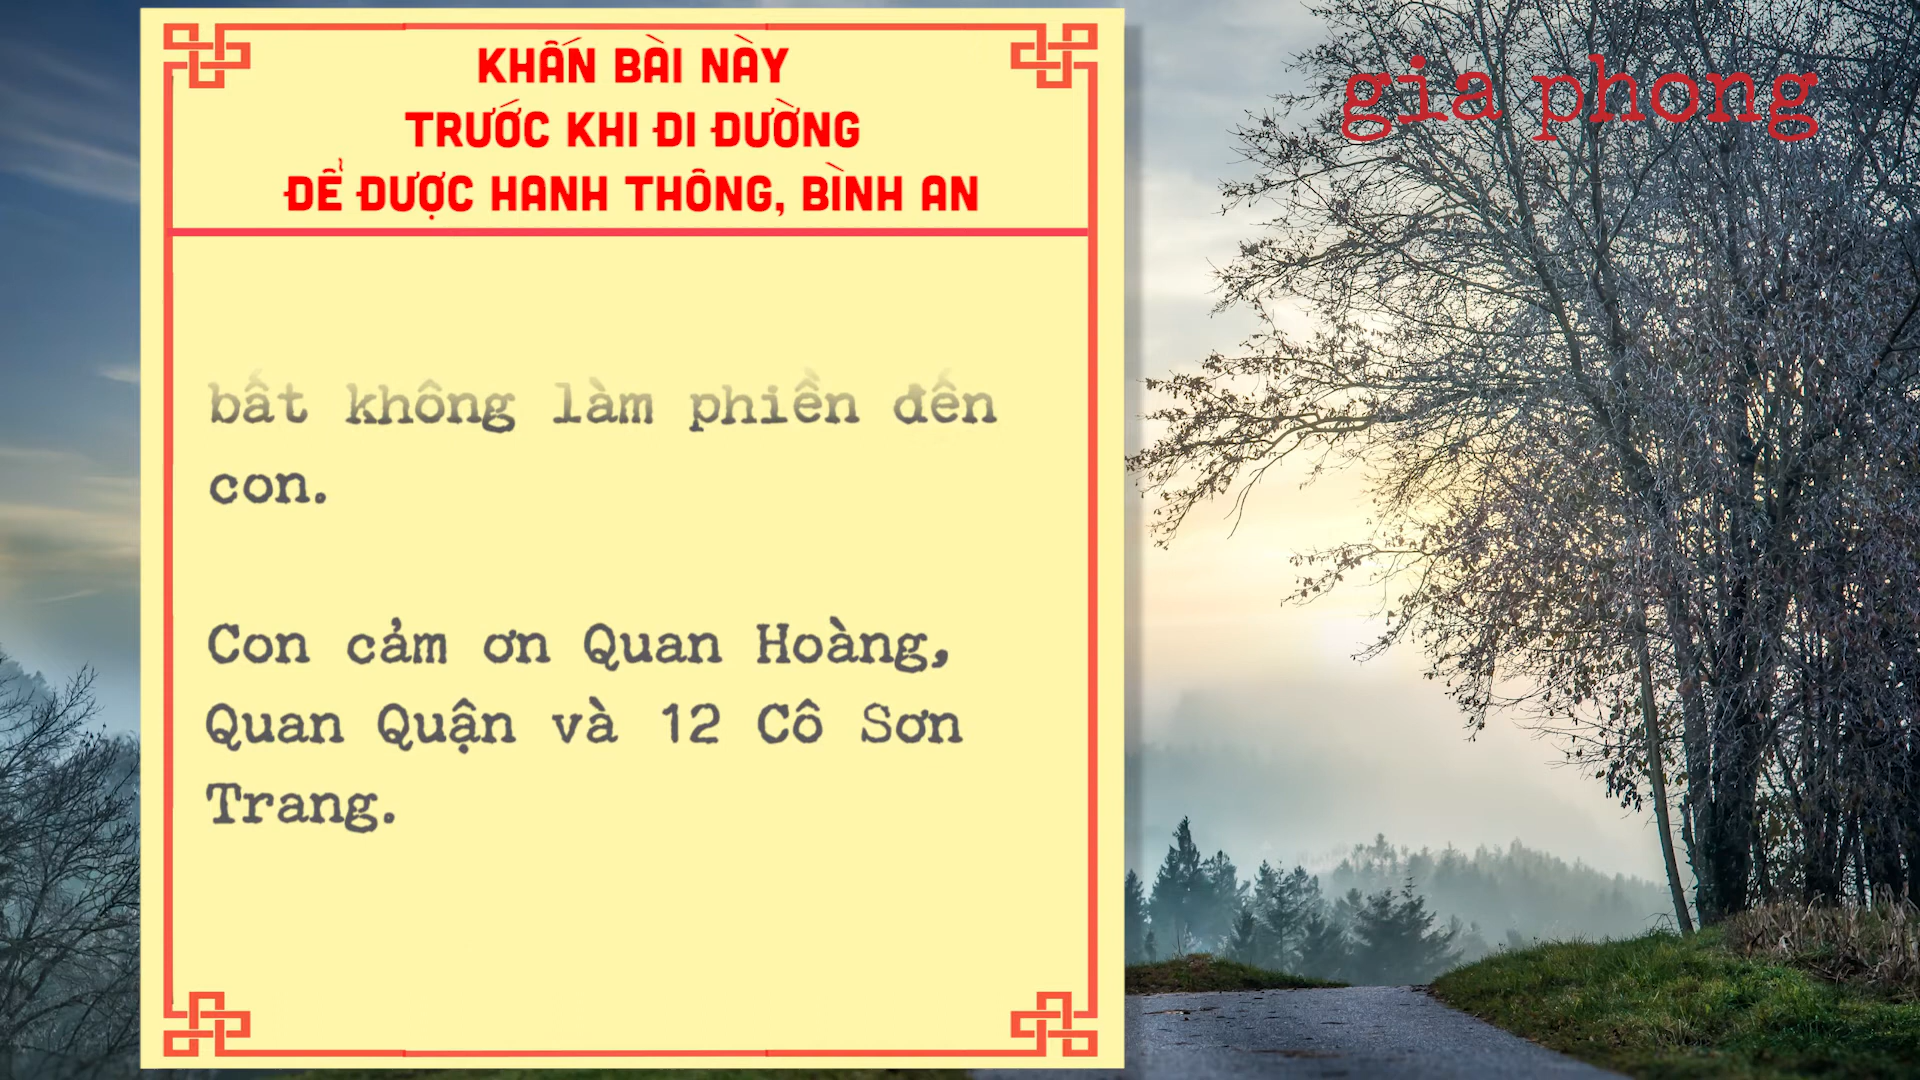 KHẤN BÀI NÀY
TRƯỚC KHI ĐI ĐƯỜNG
ĐỂ ĐƯỢC HANH THÔNG, BÌNH AN
gia phong
bất không làm phiền đến
con.
Con cảm ơn Quan Hoàng,
Quan Quận và 12 Cô Sơn
Trang.